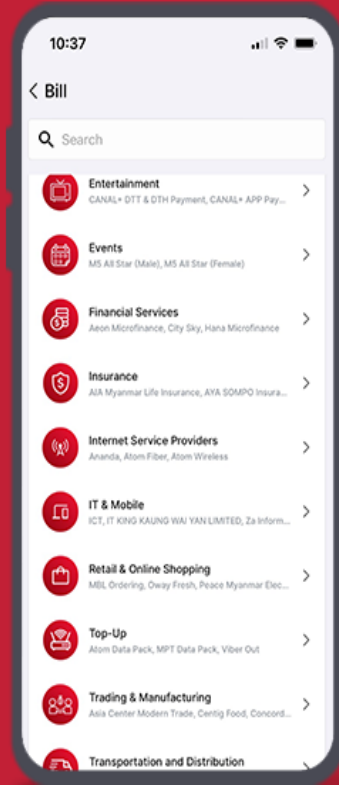 10:37
Bill
Search
Entertainment
CANAL+ DTT & DTH Payment, CANAL+ APP Pay...
Events
M5 All Star (Male), M5 All Star (Female)
Financial Services
Aeon Microfinance, City Sky, Hana Microfinance
Insurance
AIA Myanmar Life Insurance, AYA SOMPO Insura...
Internet Service Providers
Ananda, Atom Fiber, Atom Wireless
IT & Mobile
ICT, IT KING KAUNG WAI YAN LIMITED, Za Inform...
Retail & Online Shopping
MBL Ordering, Oway Fresh, Peace Myanmar Elec...
Top-Up
Atom Data Pack, MPT Data Pack, Viber Out
Trading & Manufacturing
Asia Center Modern Trade, Centig Food, Concord...
Transportation and Distribution